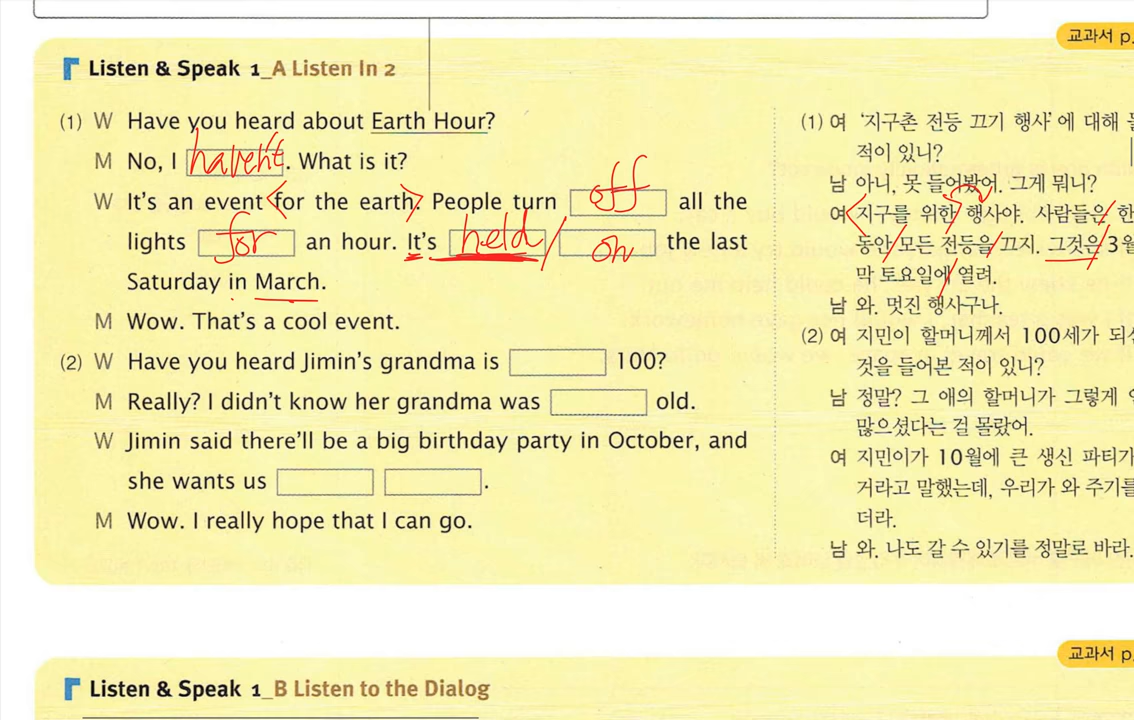 교과서 p.
Listen & Speak 1_A Listen In 2
(1) W Have you heard about Earth Hour?
M No, I haven't. What is it?
W It's an event for the earth. People turn off all the
lights for an hour. It's held on the last
Saturday in March.
M Wow. That's a cool event.
(2) W Have you heard Jimin's grandma is 100?
M Really? I didn't know her grandma was old.
W Jimin said there'll be a big birthday party in October, and
she wants us .
M Wow. I really hope that I can go.
(1) 여 '지구촌 전등 끄기 행사'에 대해
적이 있니?
남 아니, 못 들어봤어. 그게 뭐니?
여 지구를 위한 행사야. 사람들은 한
동안 모든 전등을 끄지. 그것은 3월
막 토요일에 열려.
남 와. 멋진 행사구나.
(2) 여 지민이 할머니께서 100세가 되신
것을 들어본 적이 있니?
남 정말? 그 애의 할머니가 그렇게
많으셨다는 걸 몰랐어.
여 지민이가 10월에 큰 생신 파티가
거라고 말했는데, 우리가 와 주기를
더라.
남 와. 나도 갈 수 있기를 정말로 바라.
교과서 p.
Listen & Speak 1_B Listen to the Dialog